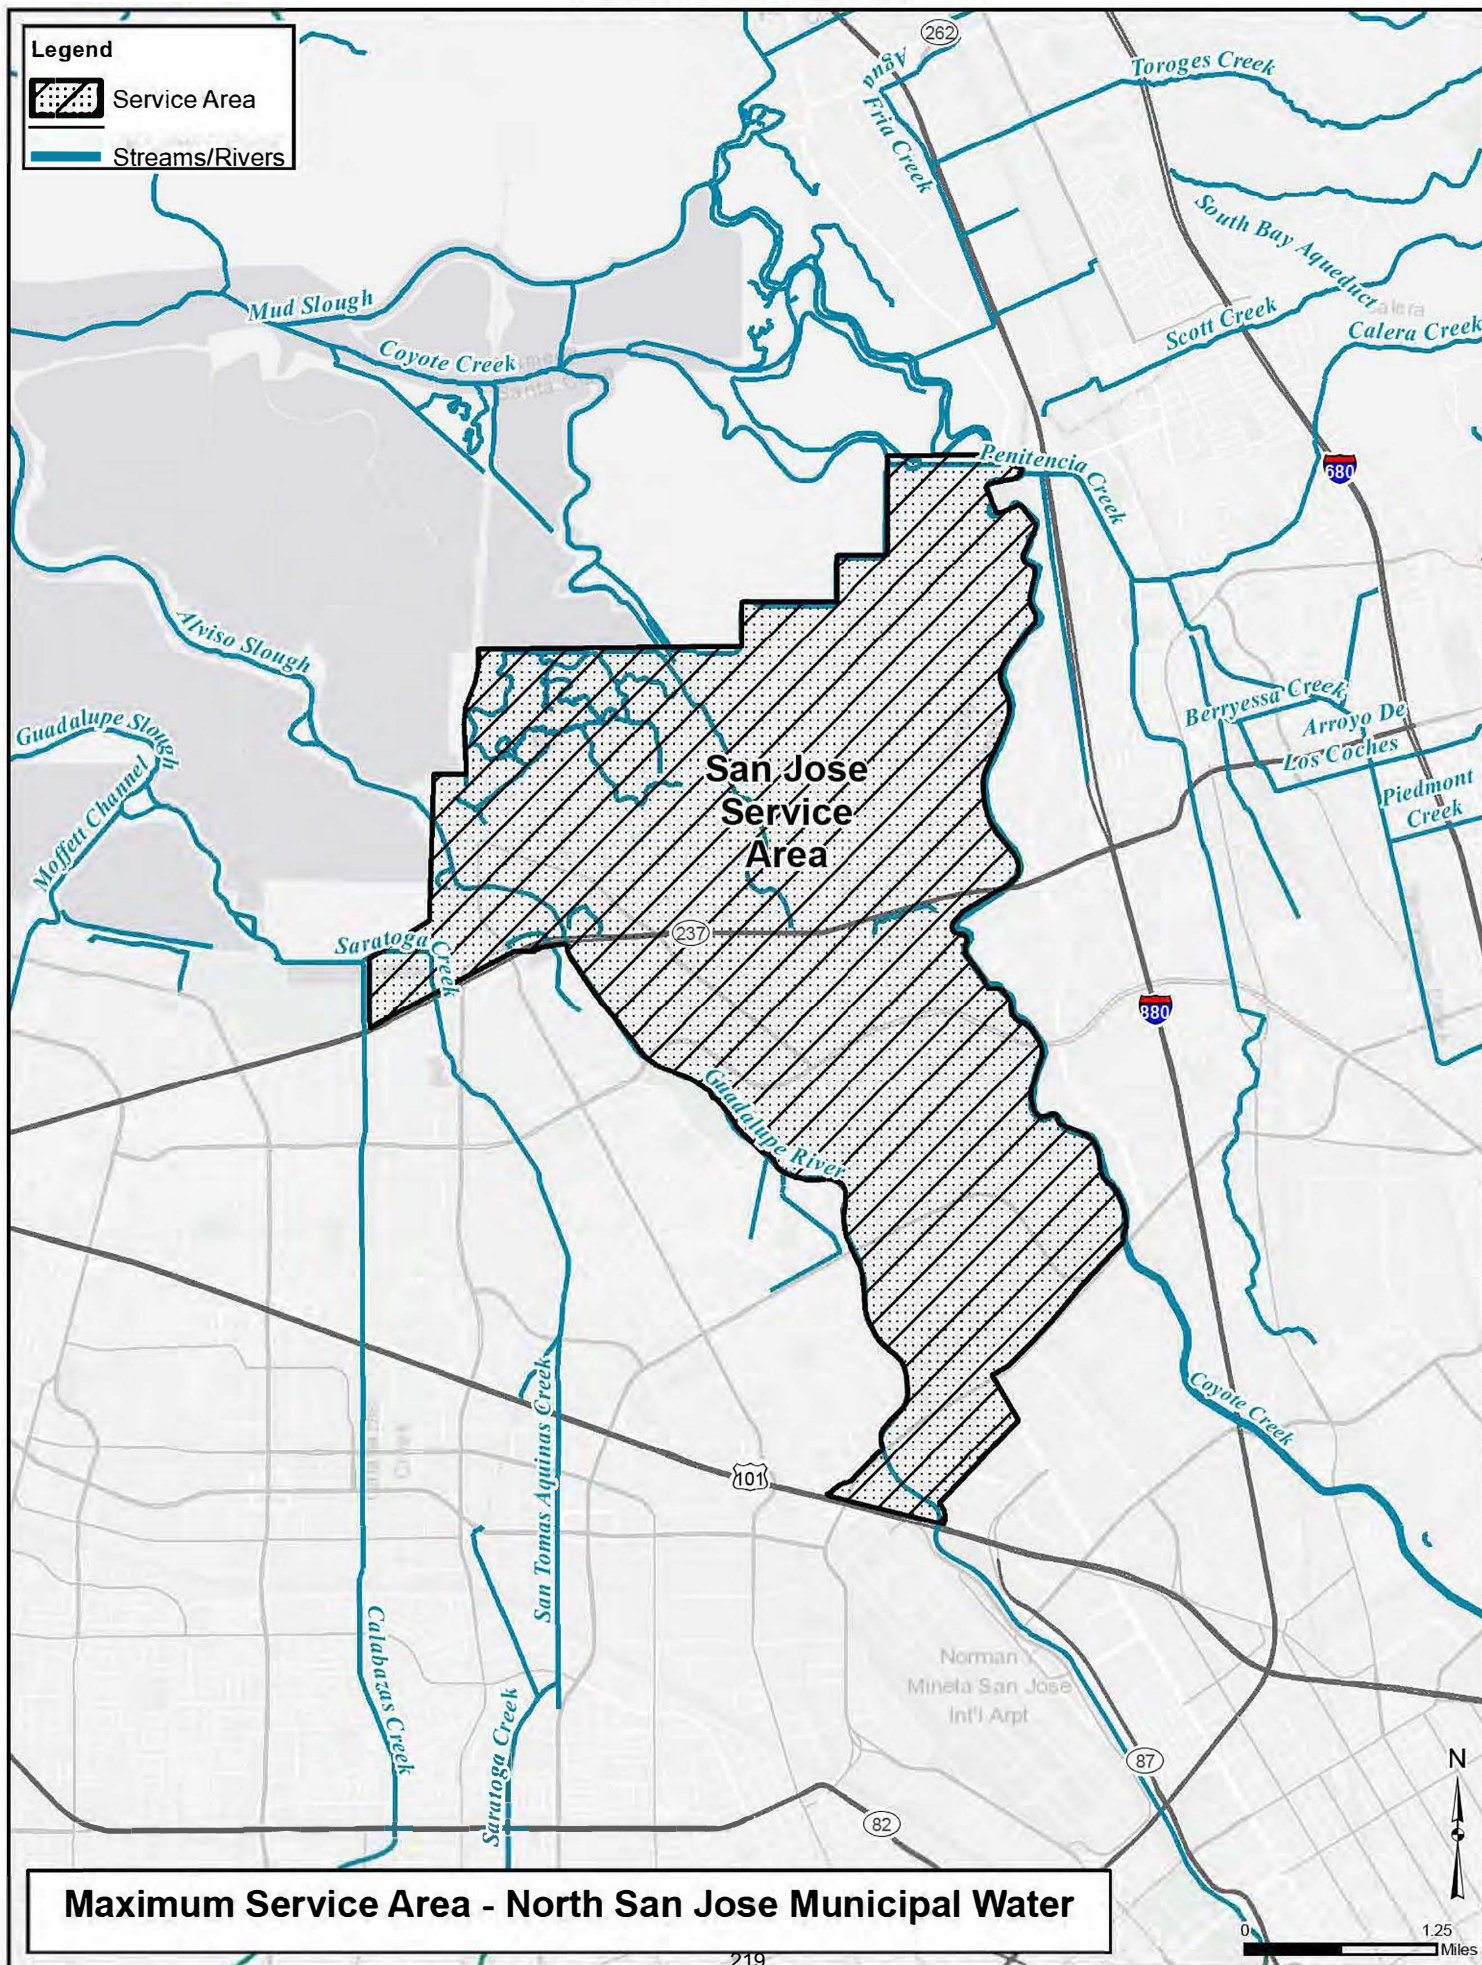 Legend
Service Area
Streams/Rivers
262
Agua
Fria Creek
Toroges Creek
South Bay Aqueduct
Mud Slough
Coyote Creek
Scott Creek
Calera Creek
Penitencia Creek
680
Alviso Slough
Guadalupe Slough
Moffett Channel
Berryessa Creek
Arroyo De
Los Coches
Piedmont
Creek
San Jose
Service
Area
237
Saratoga Creek
880
Guadalupe River
San Tomas Aquinas Creek
Coyote Creek
101
Calabazas Creek
Saratoga Creek
Norman Y
Mineta San Jose
Int'l Arpt
87
82
N
Maximum Service Area - North San Jose Municipal Water
0 1.25
Miles
219